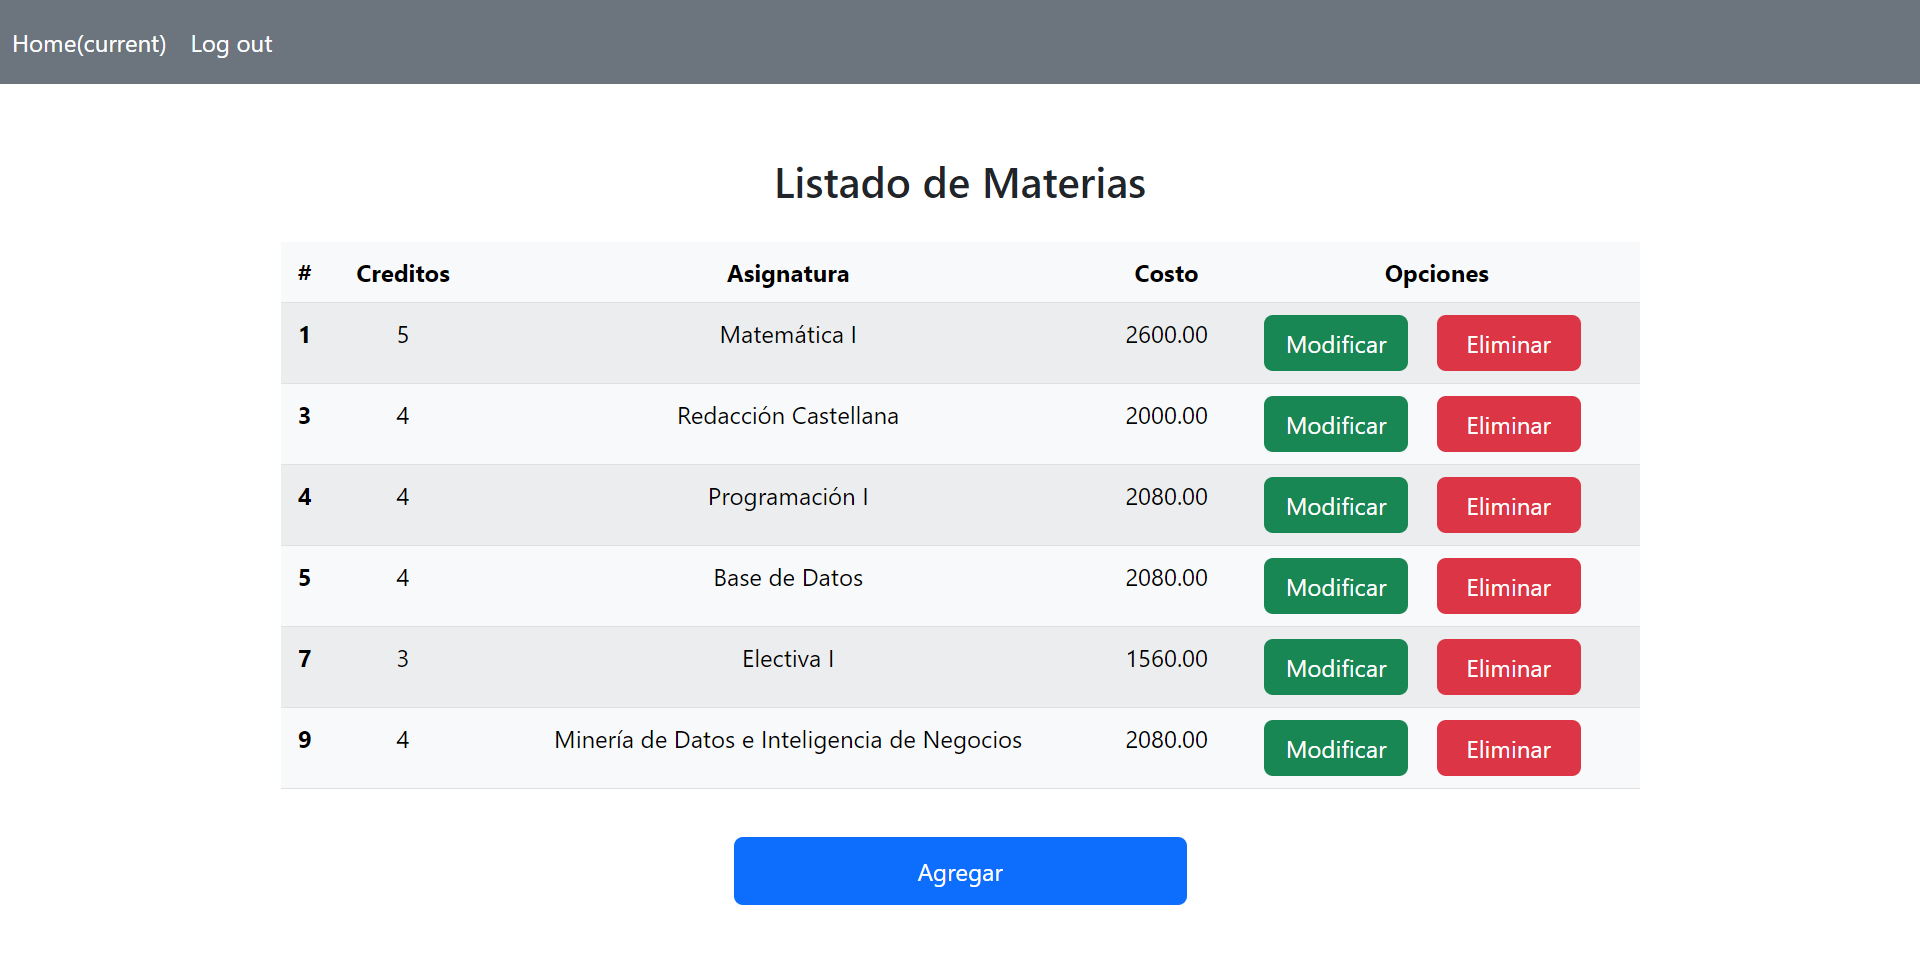 Home(current) Log out
Listado de Materias
# Creditos Asignatura Costo Opciones
1 5 Matemática I 2600.00 Modificar Eliminar
3 4 Redacción Castellana 2000.00 Modificar Eliminar
4 4 Programación I 2080.00 Modificar Eliminar
5 4 Base de Datos 2080.00 Modificar Eliminar
7 3 Electiva I 1560.00 Modificar Eliminar
9 4 Minería de Datos e Inteligencia de Negocios 2080.00 Modificar Eliminar
Agregar